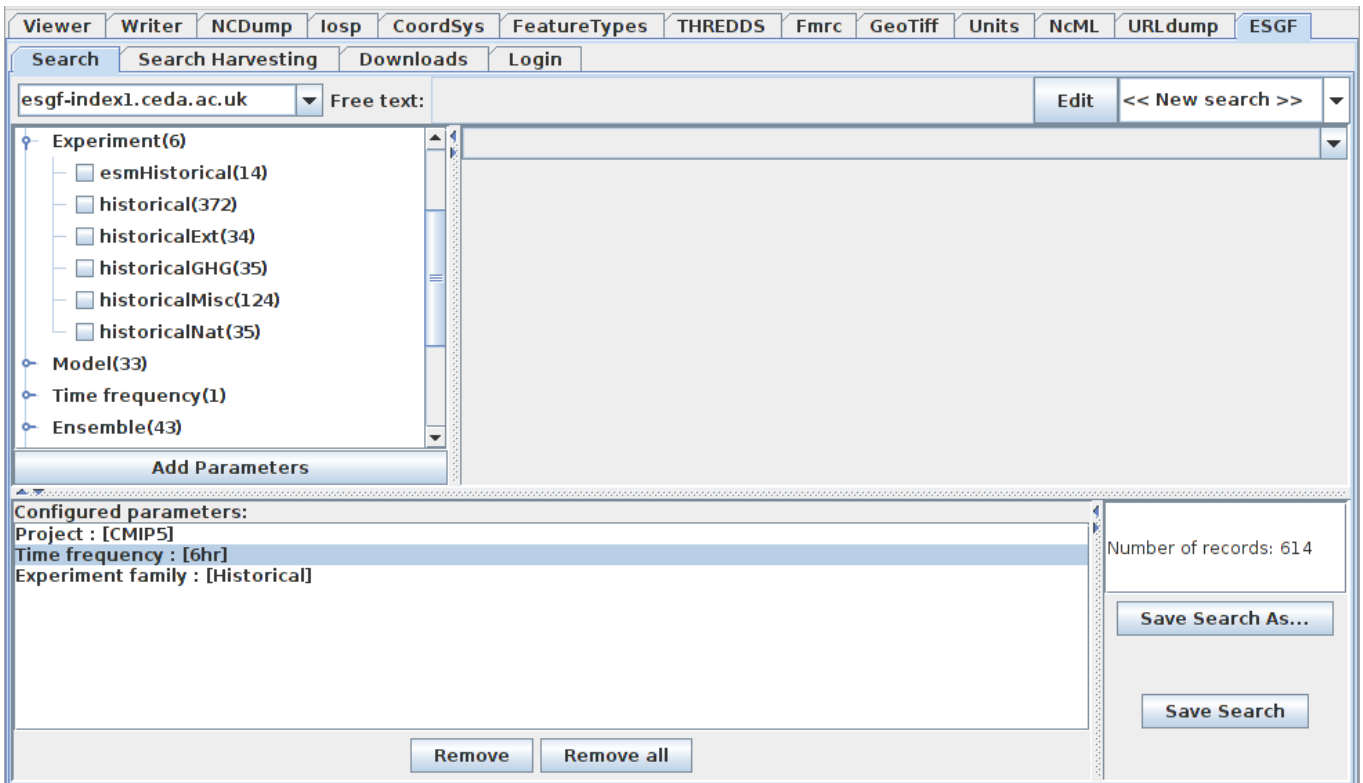 Viewer Writer NCDump Iosp CoordSys FeatureTypes THREDDS Fmrc GeoTiff Units NcML URLdump ESGF
Search Search Harvesting Downloads Login
esgf-index1.ceda.ac.uk Free text: Edit << New search >>
Experiment(6)
esmHistorical(14)
historical(372)
historicalExt(34)
historicalGHG(35)
historicalMisc(124)
historicalNat(35)
Model(33)
Time frequency(1)
Ensemble(43)
Add Parameters
Configured parameters:
Project : [CMIP5]
Time frequency : [6hr]
Experiment family : [Historical]
Number of records: 614
Save Search As...
Save Search
Remove Remove all